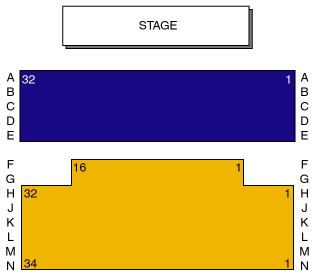 STAGE
A 32 1 A
B B
C C
D D
E E
F 16 1 F
G G
H 32 1 H
J J
K K
L L
M M
N 34 1 N